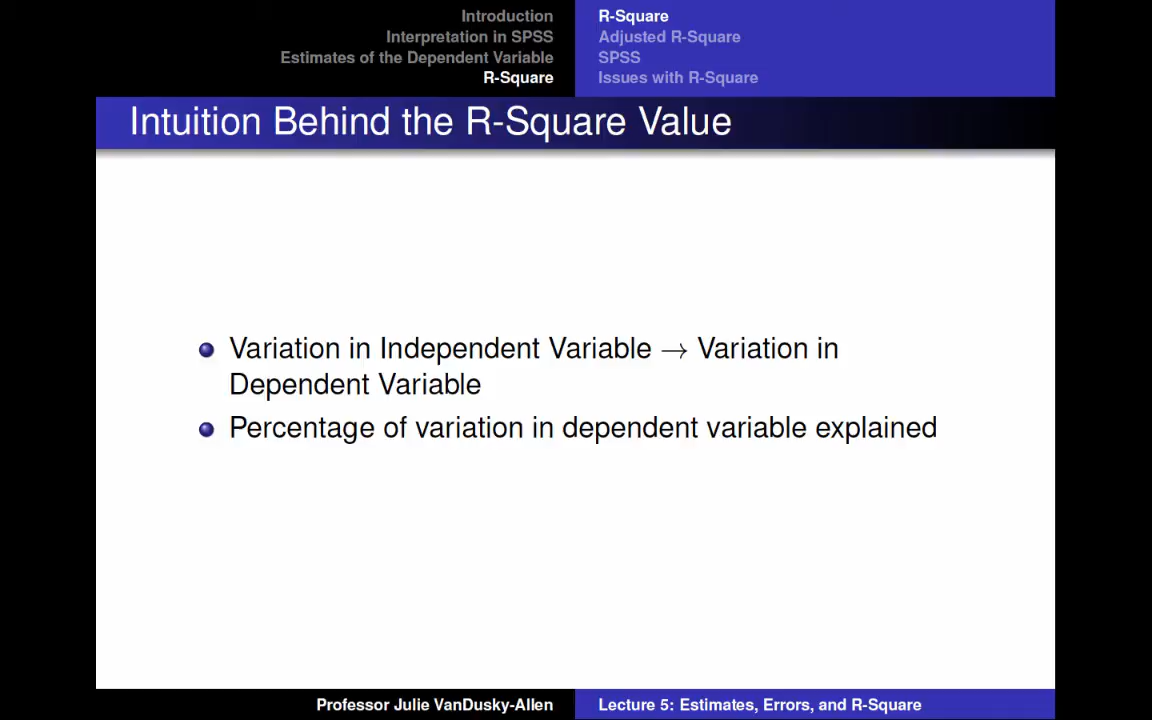 Introduction
Interpretation in SPSS
Estimates of the Dependent Variable
R-Square
R-Square
Adjusted R-Square
SPSS
Issues with R-Square
Intuition Behind the R-Square Value
Variation in Independent Variable → Variation in
Dependent Variable
Percentage of variation in dependent variable explained
Professor Julie VanDusky-Allen
Lecture 5: Estimates, Errors, and R-Square